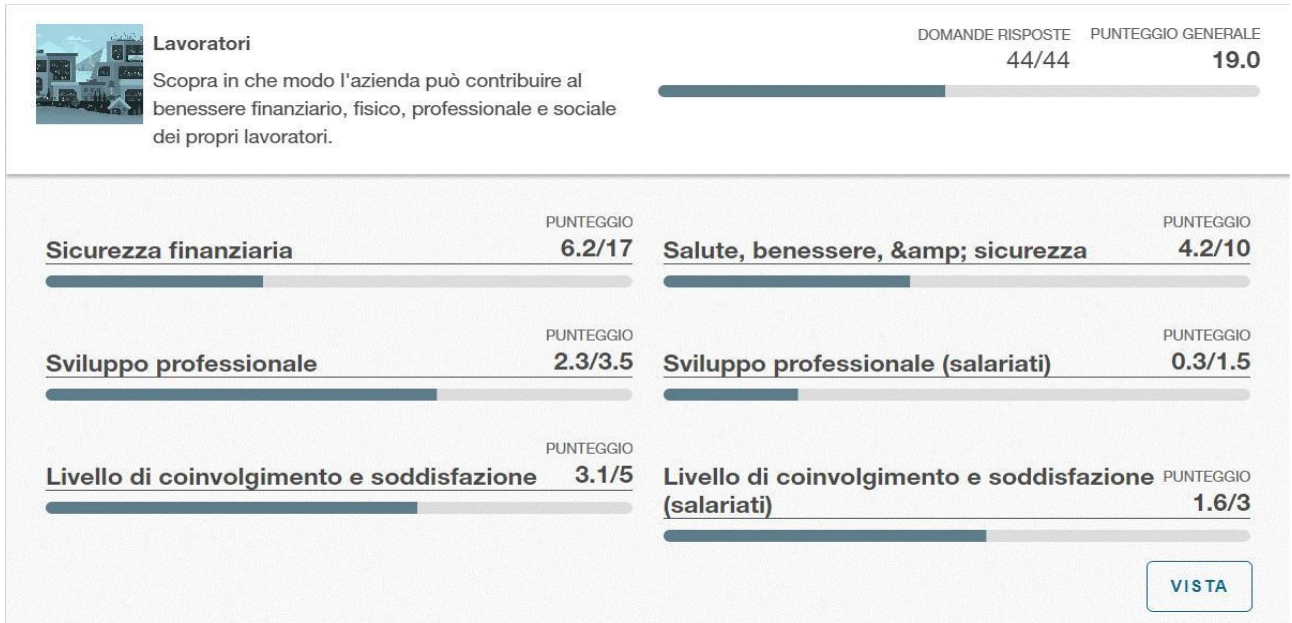 Lavoratori
Scopra in che modo l'azienda può contribuire al
benessere finanziario, fisico, professionale e sociale
dei propri lavoratori.
DOMANDE RISPOSTE
44/44
PUNTEGGIO GENERALE
19.0
PUNTEGGIO
Sicurezza finanziaria 6.2/17
PUNTEGGIO
Salute, benessere, &amp; sicurezza 4.2/10
PUNTEGGIO
Sviluppo professionale 2.3/3.5
PUNTEGGIO
Sviluppo professionale (salariati) 0.3/1.5
PUNTEGGIO
Livello di coinvolgimento e soddisfazione 3.1/5
Livello di coinvolgimento e soddisfazione PUNTEGGIO
(salariati) 1.6/3
VISTA